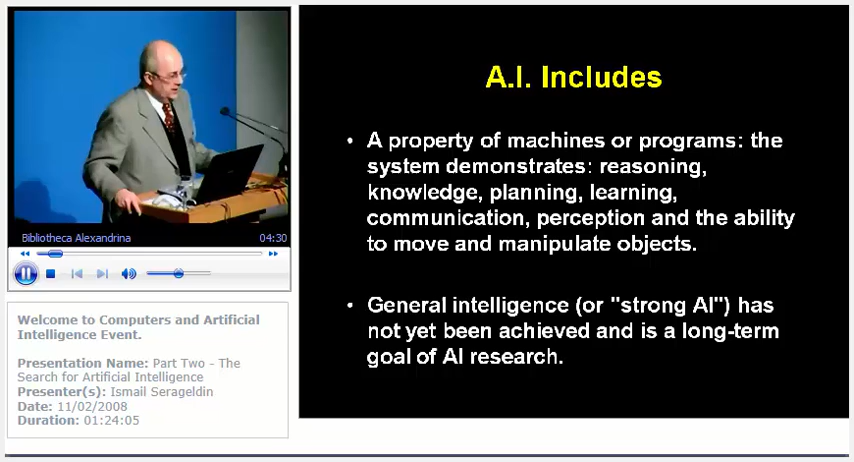 Bibliotheca Alexandrina
04:30
Welcome to Computers and Artificial
Intelligence Event.
Presentation Name: Part Two - The
Search for Artificial Intelligence
Presenter(s): Ismail Serageldin
Date: 11/02/2008
Duration: 01:24:05
A.I. Includes
• A property of machines or programs: the
system demonstrates: reasoning,
knowledge, planning, learning,
communication, perception and the ability
to move and manipulate objects.
• General intelligence (or "strong AI") has
not yet been achieved and is a long-term
goal of AI research.